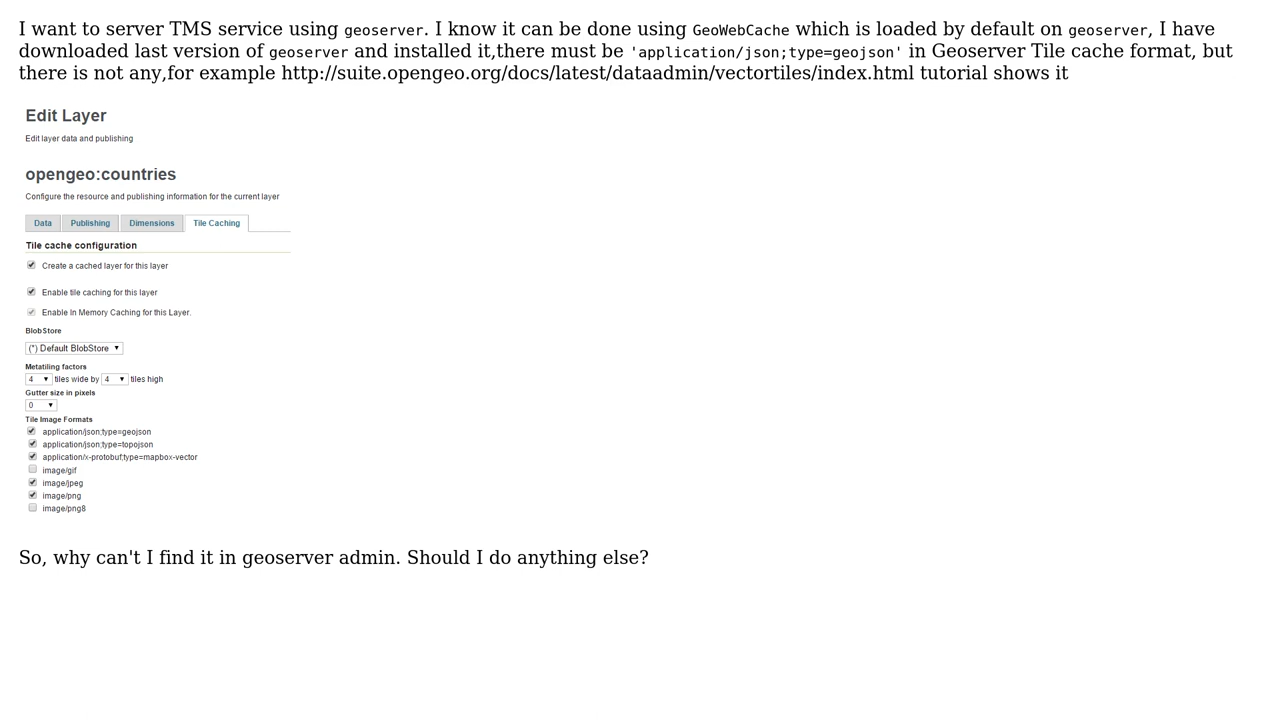 I want to server TMS service using geoserver. I know it can be done using GeoWebCache which is loaded by default on geoserver, I have
downloaded last version of geoserver and installed it,there must be 'application/json;type=geojson' in Geoserver Tile cache format, but
there is not any,for example http://suite.opengeo.org/docs/latest/dataadmin/vectortiles/index.html tutorial shows it
Edit Layer
Edit layer data and publishing
opengeo:countries
Configure the resource and publishing information for the current layer
Data Publishing Dimensions Tile Caching
Tile cache configuration
Create a cached layer for this layer
Enable tile caching for this layer
Enable In Memory Caching for this Layer.
BlobStore
(*) Default BlobStore
Metatiling factors
4 tiles wide by 4 tiles high
Gutter size in pixels
0
Tile Image Formats
application/json;type=geojson
application/json;type=topojson
application/x-protobuf;type=mapbox-vector
image/gif
image/jpeg
image/png
image/png8
So, why can't I find it in geoserver admin. Should I do anything else?